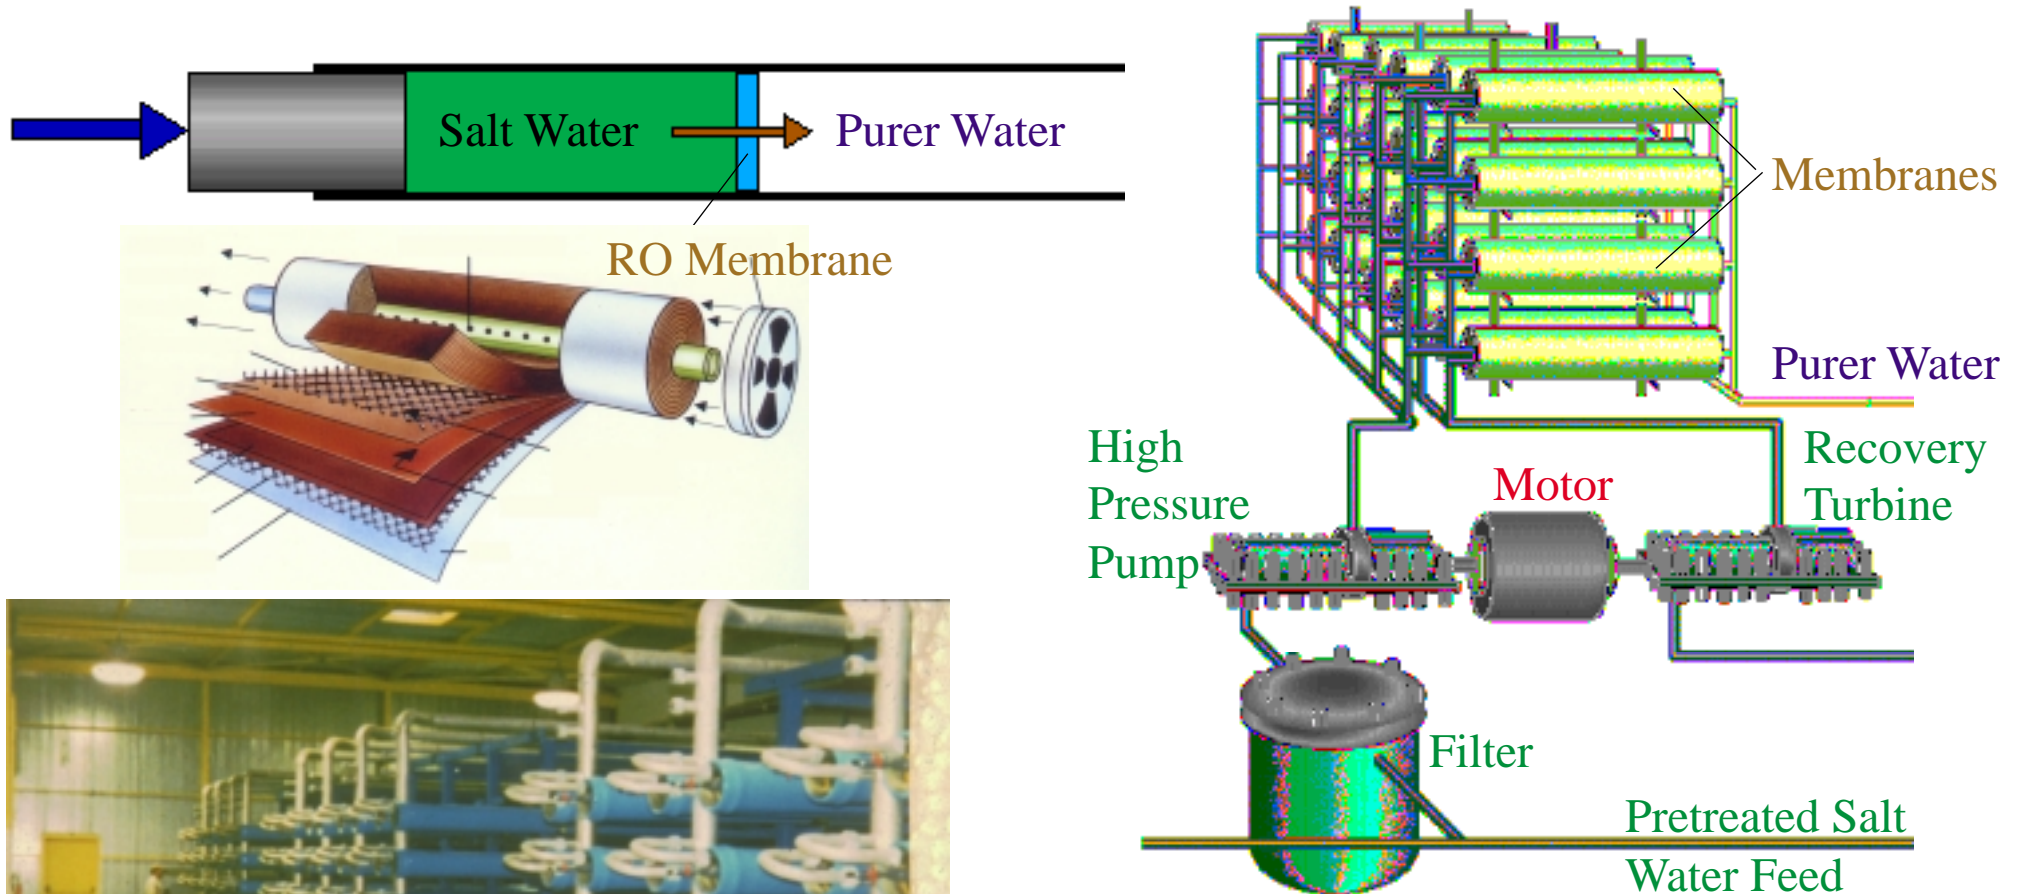 Salt Water
Purer Water
RO Membrane
Membranes
Purer Water
High
Pressure
Pump
Motor
Recovery
Turbine
Filter
Pretreated Salt
Water Feed